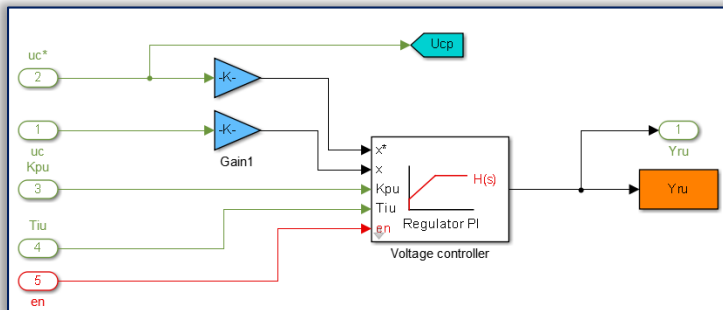 uc*
2
-K-
Ucp
1
uc
-K-
Gain1
Kpu
3
Tiu
4
5
en
x*
x
Kpu
Tiu
en
H(s)
Regulator PI
Voltage controller
1
Yru
Yru